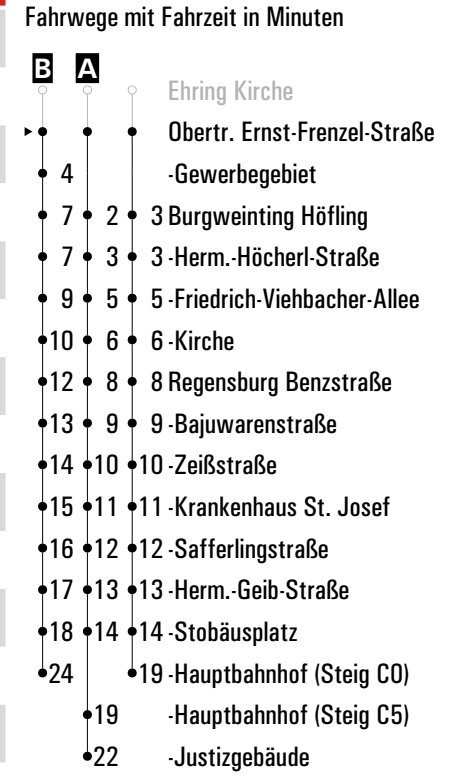 Fahrwege mit Fahrzeit in Minuten
B A
Ehring Kirche
Obertr. Ernst-Frenzel-Straße
4 -Gewerbegebiet
7 2 3 Burgweinting Höfling
7 3 3 -Herm.-Höcherl-Straße
9 5 5 -Friedrich-Viehbacher-Allee
10 6 6 -Kirche
12 8 8 Regensburg Benzstraße
13 9 9 -Bajuwarenstraße
14 10 10 -Zeißstraße
15 11 11 -Krankenhaus St. Josef
16 12 12 -Safferlingstraße
17 13 13 -Herm.-Geib-Straße
18 14 14 -Stobäusplatz
24 19 -Hauptbahnhof (Steig C0)
19 -Hauptbahnhof (Steig C5)
22 -Justizgebäude